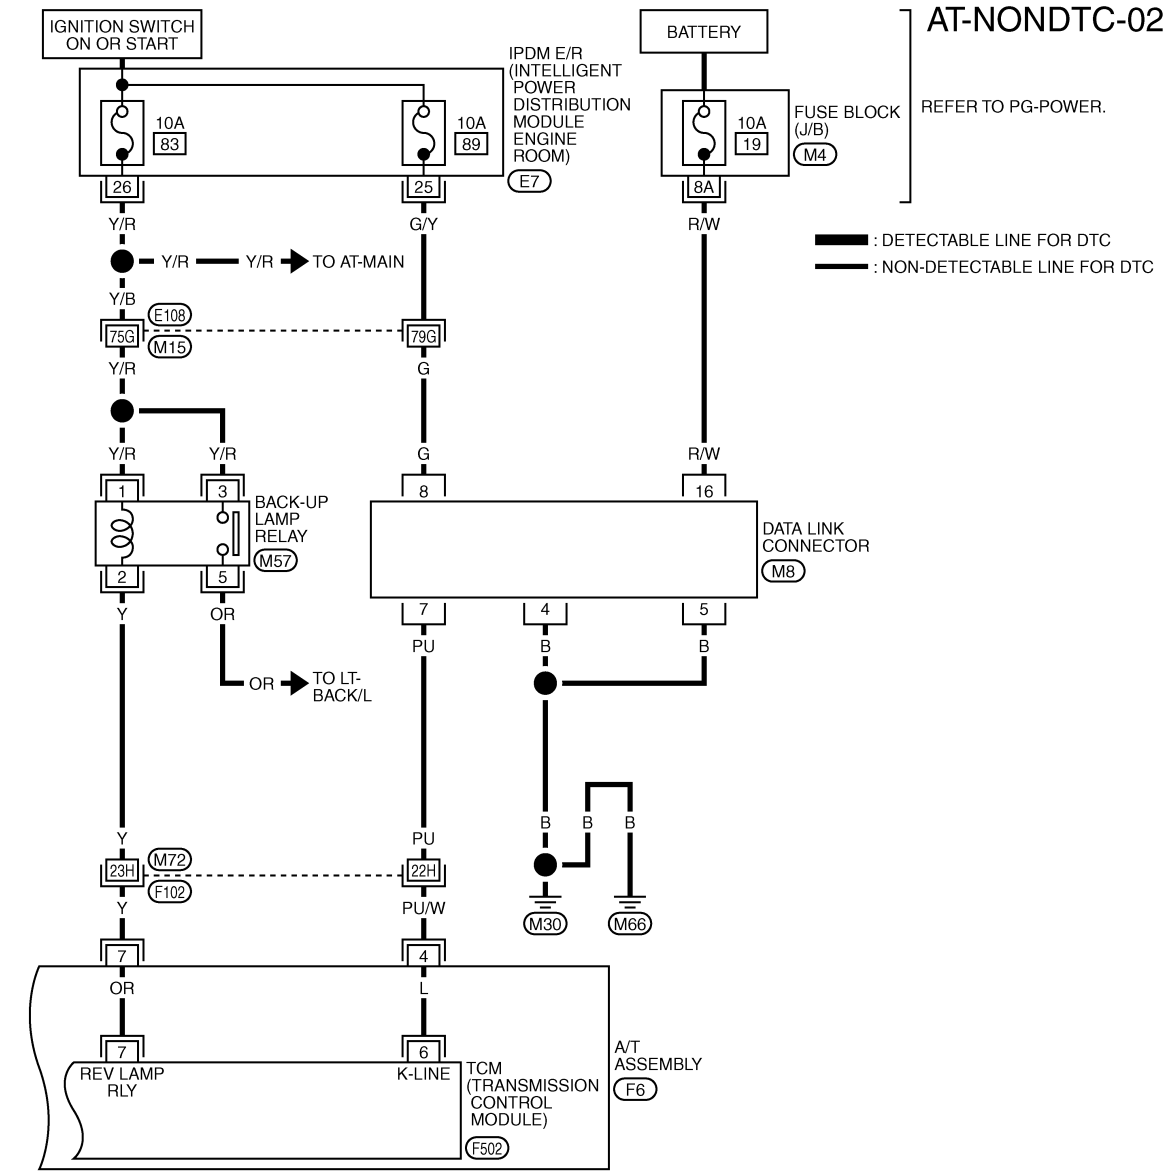 AT-NONDTC-02
IGNITION SWITCH
ON OR START
BATTERY
IPDM E/R
(INTELLIGENT
POWER
DISTRIBUTION
MODULE
ENGINE
ROOM)
E7
10A
83
10A
89
10A
19
FUSE BLOCK
(J/B)
M4
REFER TO PG-POWER.
26
25
8A
Y/R
G/Y
R/W
: DETECTABLE LINE FOR DTC
: NON-DETECTABLE LINE FOR DTC
Y/R
Y/R
TO AT-MAIN
Y/B
E108
75G
79G
M15
Y/R
G
Y/R
Y/R
G
R/W
1
3
8
16
BACK-UP
LAMP
RELAY
M57
DATA LINK
CONNECTOR
M8
2
5
7
4
5
Y
OR
PU
B
B
OR
TO LT-
BACK/L
Y
PU
B
B
B
M72
23H
22H
F102
Y
PU/W
M30
M66
7
4
OR
L
7
6
REV LAMP
RLY
K-LINE
TCM
(TRANSMISSION
CONTROL
MODULE)
F502
A/T
ASSEMBLY
F6